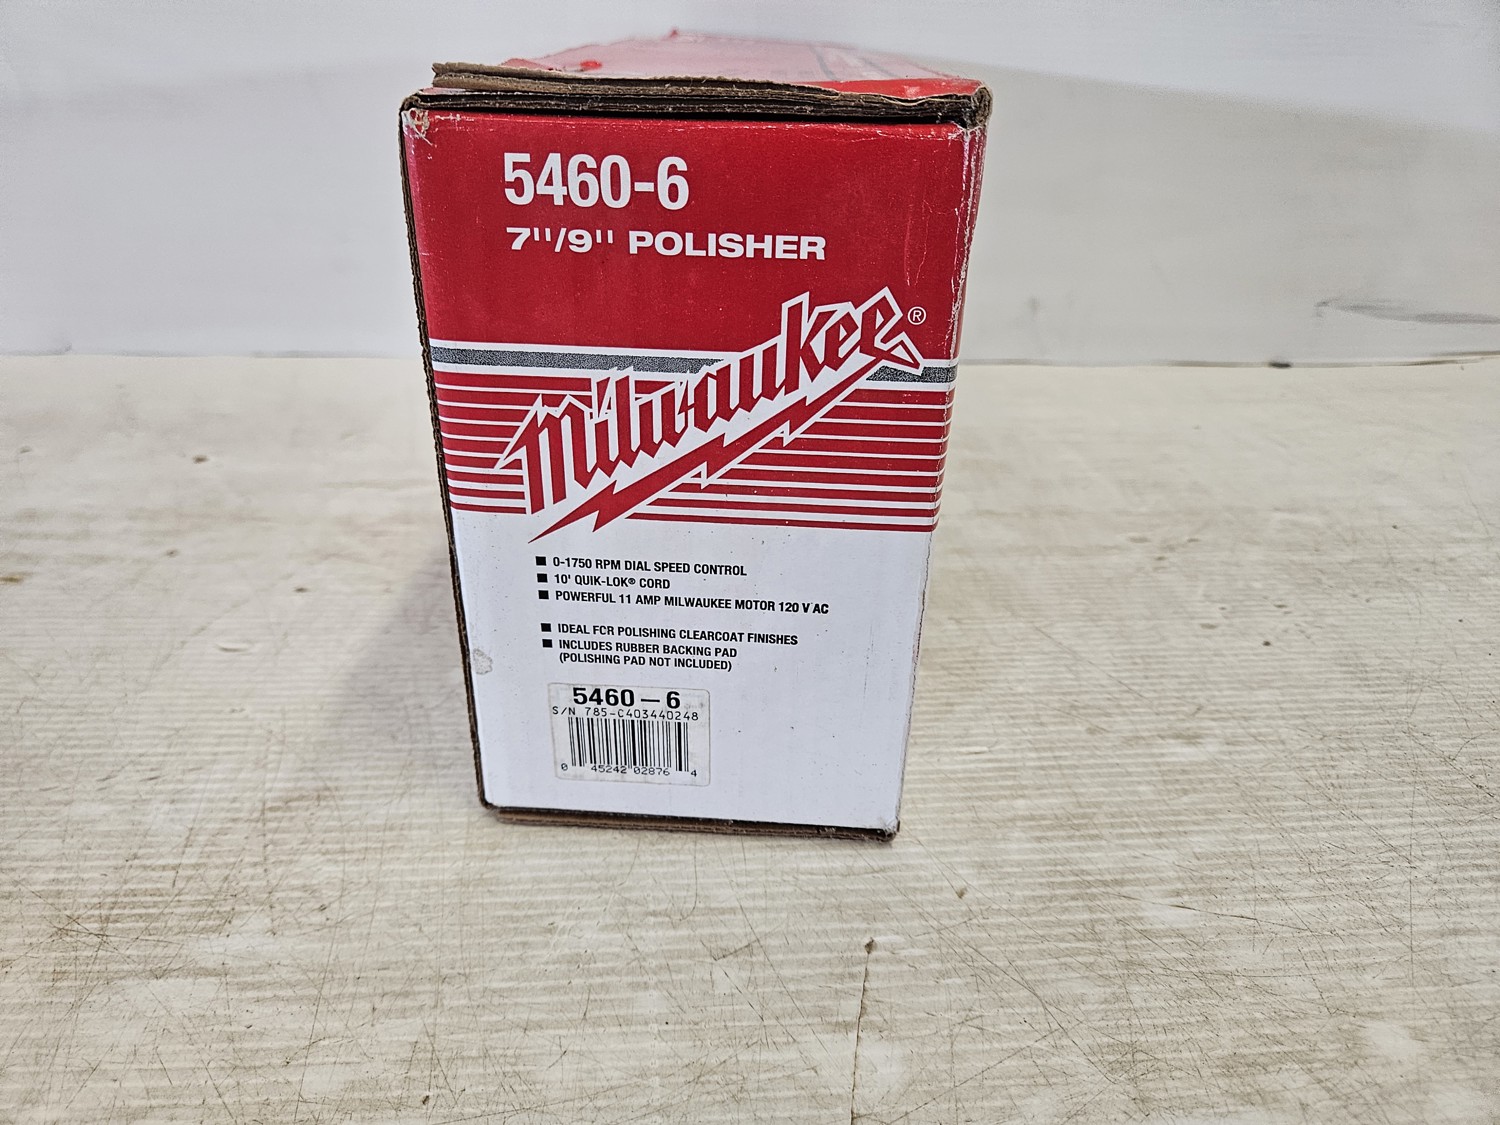 5460-6
7"/9" POLISHER
Milwaukee®
■ 0-1750 RPM DIAL SPEED CONTROL
■ 10' QUIK-LOK® CORD
■ POWERFUL 11 AMP MILWAUKEE MOTOR 120 V AC
■ IDEAL FOR POLISHING CLEARCOAT FINISHES
■ INCLUDES RUBBER BACKING PAD
(POLISHING PAD NOT INCLUDED)
5460—6
S/N 785-C403440248
0 45242 02876 4